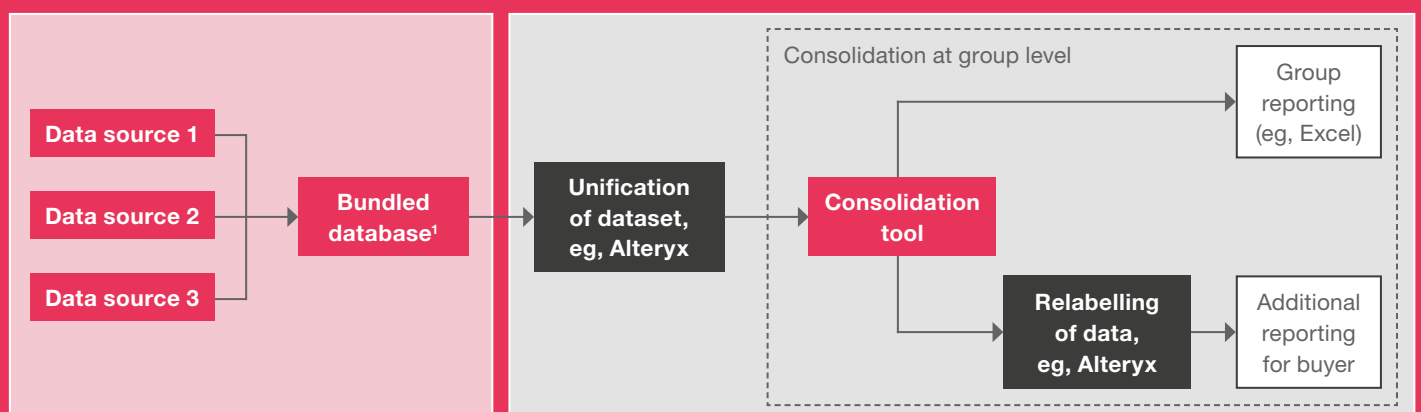 Consolidation at group level
Data source 1
Data source 2
Data source 3
Bundled
database¹
Unification
of dataset,
eg, Alteryx
Consolidation
tool
Group
reporting
(eg, Excel)
Relabelling
of data,
eg, Alteryx
Additional
reporting
for buyer